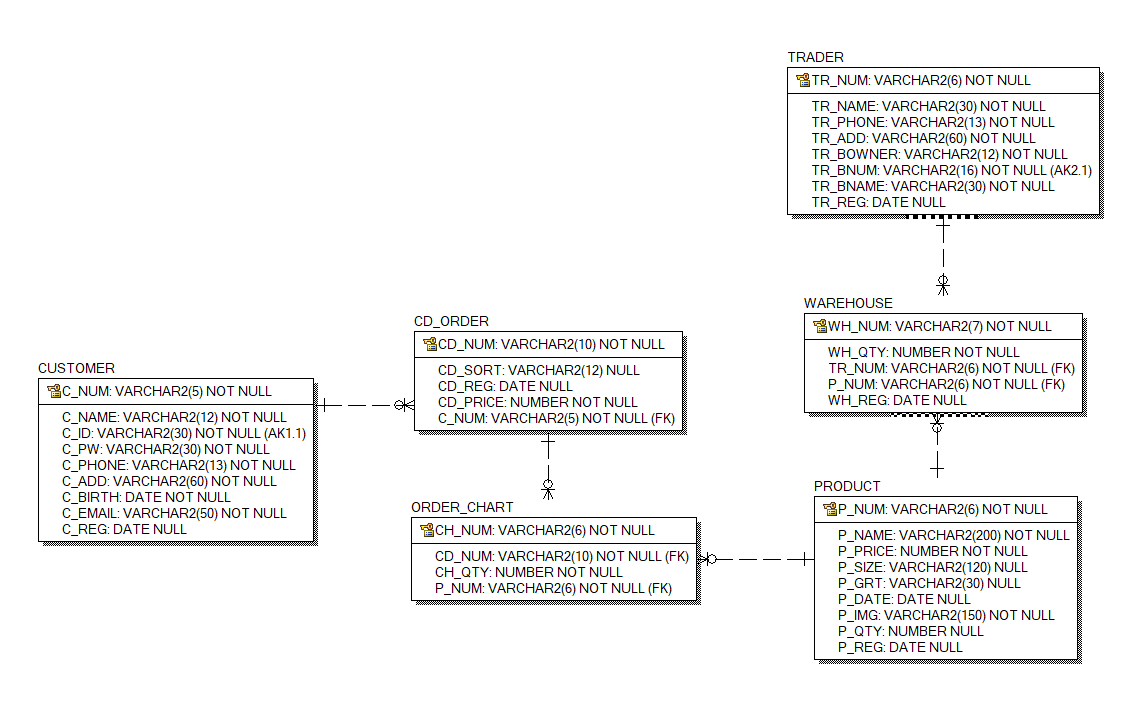 TRADER
TR_NUM: VARCHAR2(6) NOT NULL
TR_NAME: VARCHAR2(30) NOT NULL
TR_PHONE: VARCHAR2(13) NOT NULL
TR_ADD: VARCHAR2(60) NOT NULL
TR_BOWNER: VARCHAR2(12) NOT NULL
TR_BNUM: VARCHAR2(16) NOT NULL (AK2.1)
TR_BNAME: VARCHAR2(30) NOT NULL
TR_REG: DATE NULL
WAREHOUSE
WH_NUM: VARCHAR2(7) NOT NULL
WH_QTY: NUMBER NOT NULL
TR_NUM: VARCHAR2(6) NOT NULL (FK)
P_NUM: VARCHAR2(6) NOT NULL (FK)
WH_REG: DATE NULL
CD_ORDER
CD_NUM: VARCHAR2(10) NOT NULL
CD_SORT: VARCHAR2(12) NULL
CD_REG: DATE NULL
CD_PRICE: NUMBER NOT NULL
C_NUM: VARCHAR2(5) NOT NULL (FK)
CUSTOMER
C_NUM: VARCHAR2(5) NOT NULL
C_NAME: VARCHAR2(12) NOT NULL
C_ID: VARCHAR2(30) NOT NULL (AK1.1)
C_PW: VARCHAR2(30) NOT NULL
C_PHONE: VARCHAR2(13) NOT NULL
C_ADD: VARCHAR2(60) NOT NULL
C_BIRTH: DATE NOT NULL
C_EMAIL: VARCHAR2(50) NOT NULL
C_REG: DATE NULL
ORDER_CHART
CH_NUM: VARCHAR2(6) NOT NULL
CD_NUM: VARCHAR2(10) NOT NULL (FK)
CH_QTY: NUMBER NOT NULL
P_NUM: VARCHAR2(6) NOT NULL (FK)
PRODUCT
P_NUM: VARCHAR2(6) NOT NULL
P_NAME: VARCHAR2(200) NOT NULL
P_PRICE: NUMBER NOT NULL
P_SIZE: VARCHAR2(120) NULL
P_GRT: VARCHAR2(30) NULL
P_DATE: DATE NULL
P_IMG: VARCHAR2(150) NOT NULL
P_QTY: NUMBER NULL
P_REG: DATE NULL